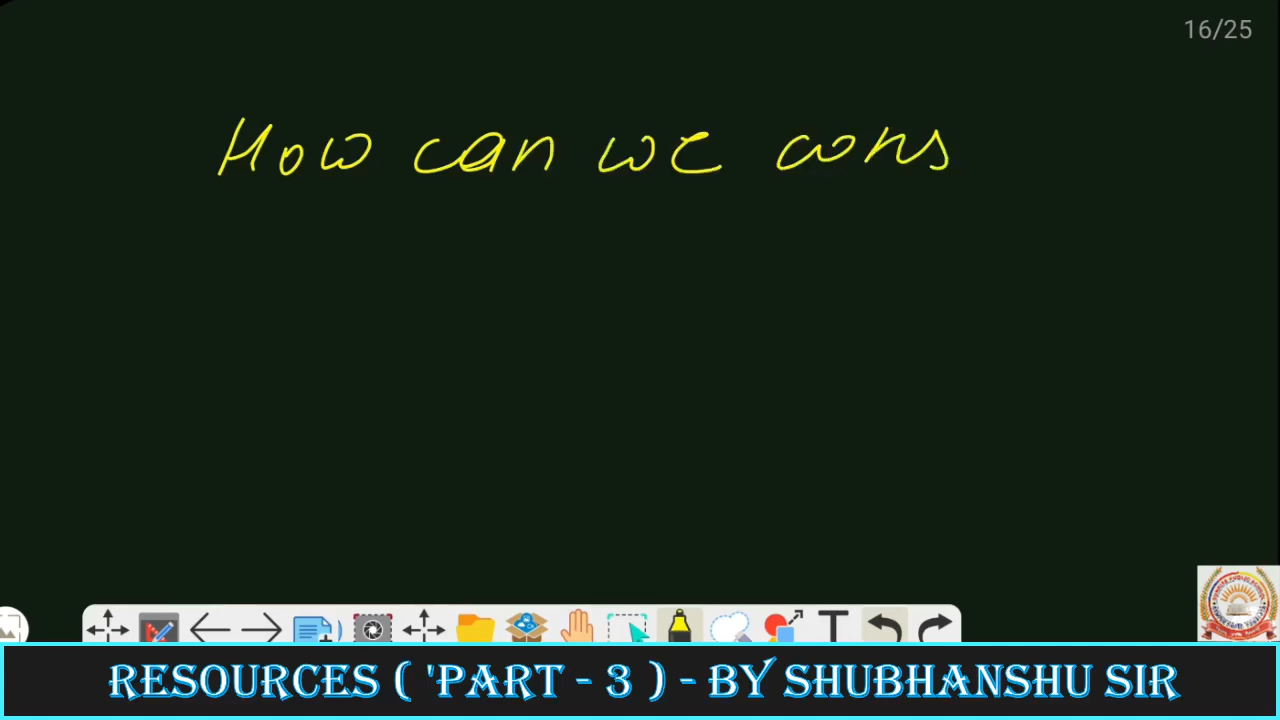 16/25
How can we cons
RESOURCES ( 'PART - 3 ) - BY SHUBHANSHU SIR